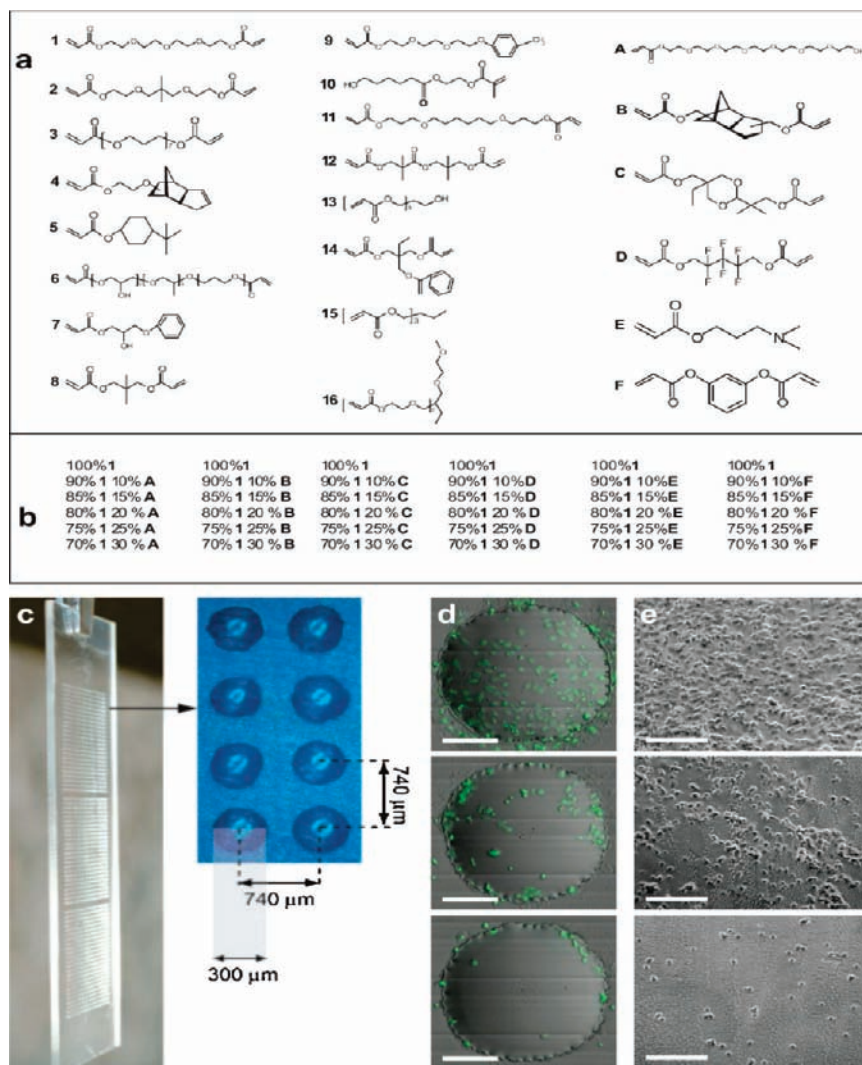 a
1
2
3
4
5
6
7
8
9
10
11
12
13
14
15
16
A
B
C
D
E
F
b
100%1 100%1 100%1 100%1 100%1 100%1
90%1 10%A 90%1 10%B 90%1 10%C 90%1 10%D 90%1 10%E 90%1 10%F
85%1 15%A 85%1 15%B 85%1 15%C 85%1 15%D 85%1 15%E 85%1 15%F
80%1 20 %A 80%1 20 %B 80%1 20 %C 80%1 20 %D 80%1 20 %E 80%1 20 %F
75%1 25%A 75%1 25%B 75%1 25%C 75%1 25%D 75%1 25%E 75%1 25%F
70%1 30 %A 70%1 30 %B 70%1 30 %C 70%1 30 %D 70%1 30 %E 70%1 30 %F
c
740 μm
740 μm
300 μm
d
e